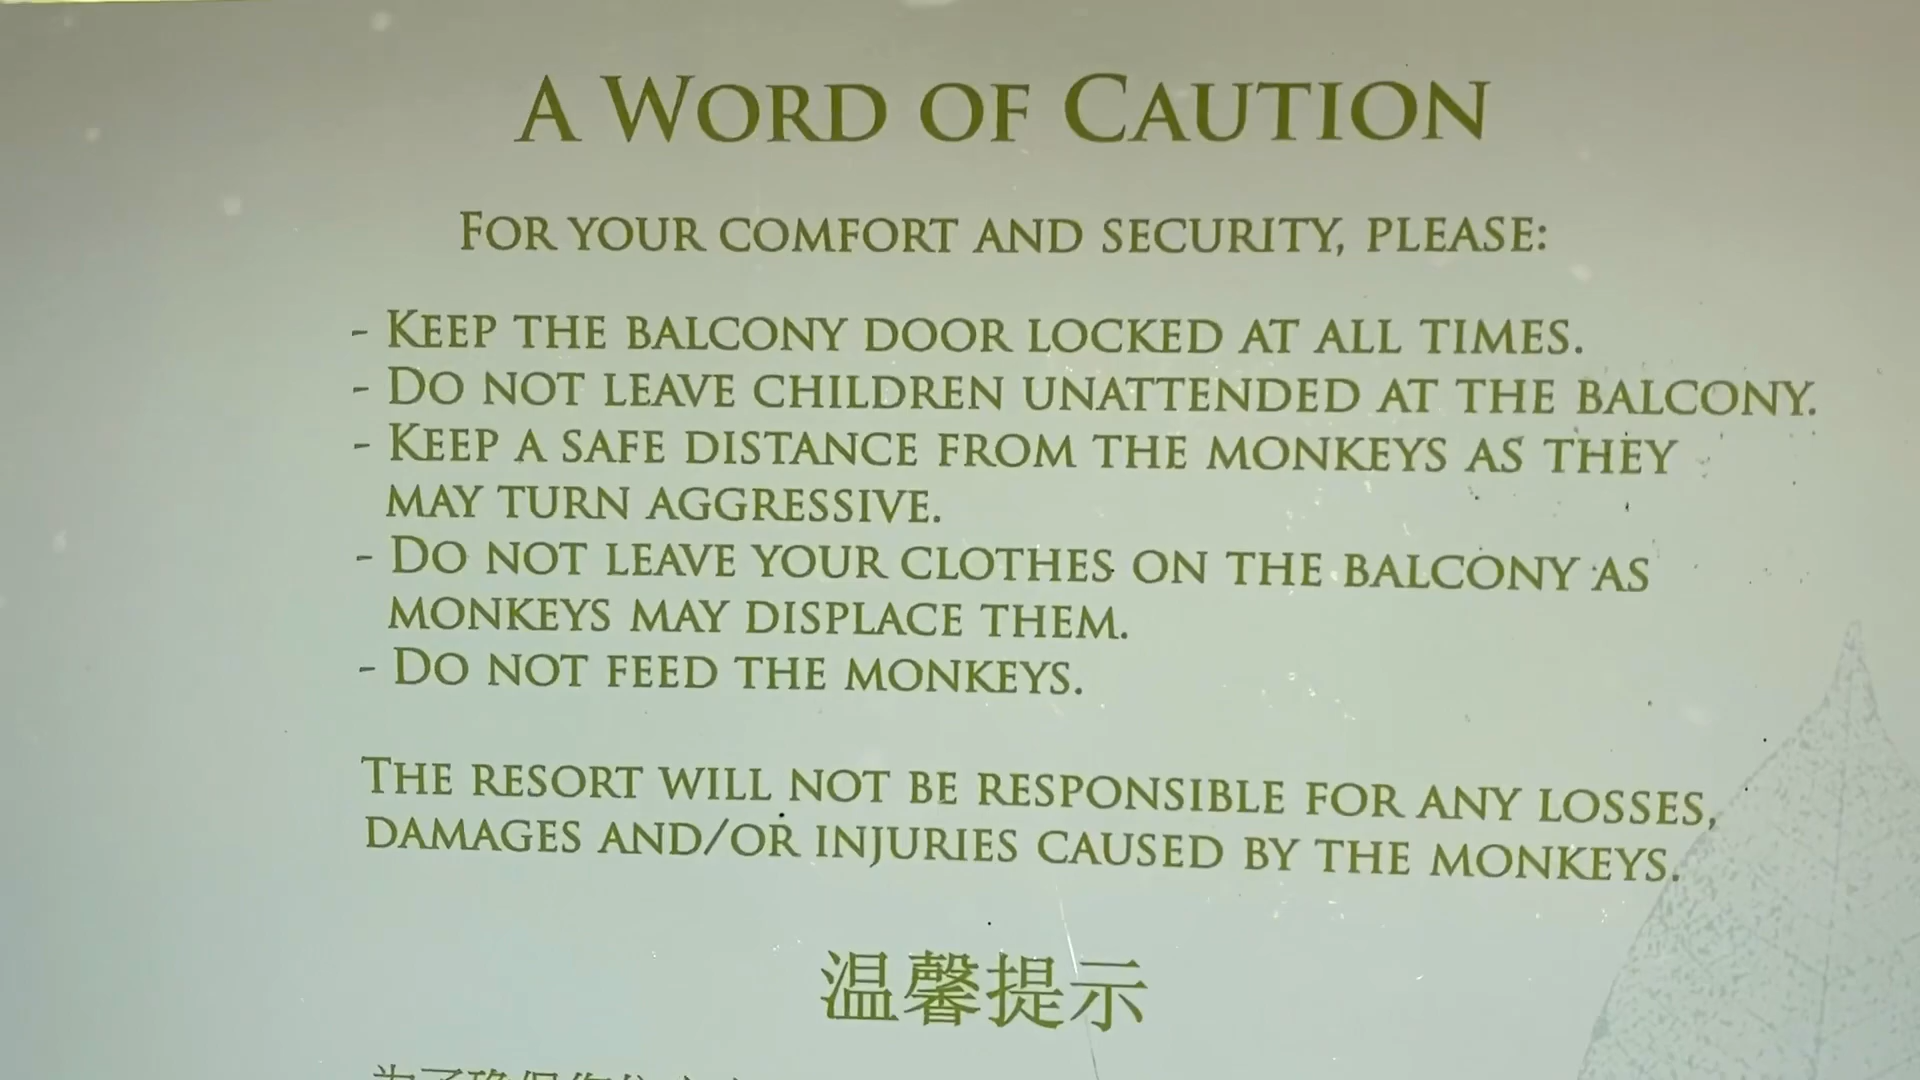 A WORD OF CAUTION
FOR YOUR COMFORT AND SECURITY, PLEASE:
- KEEP THE BALCONY DOOR LOCKED AT ALL TIMES.
- DO NOT LEAVE CHILDREN UNATTENDED AT THE BALCONY.
- KEEP A SAFE DISTANCE FROM THE MONKEYS AS THEY
MAY TURN AGGRESSIVE.
- DO NOT LEAVE YOUR CLOTHES ON THE BALCONY AS
MONKEYS MAY DISPLACE THEM.
- DO NOT FEED THE MONKEYS.
THE RESORT WILL NOT BE RESPONSIBLE FOR ANY LOSSES,
DAMAGES AND/OR INJURIES CAUSED BY THE MONKEYS.
温馨提示